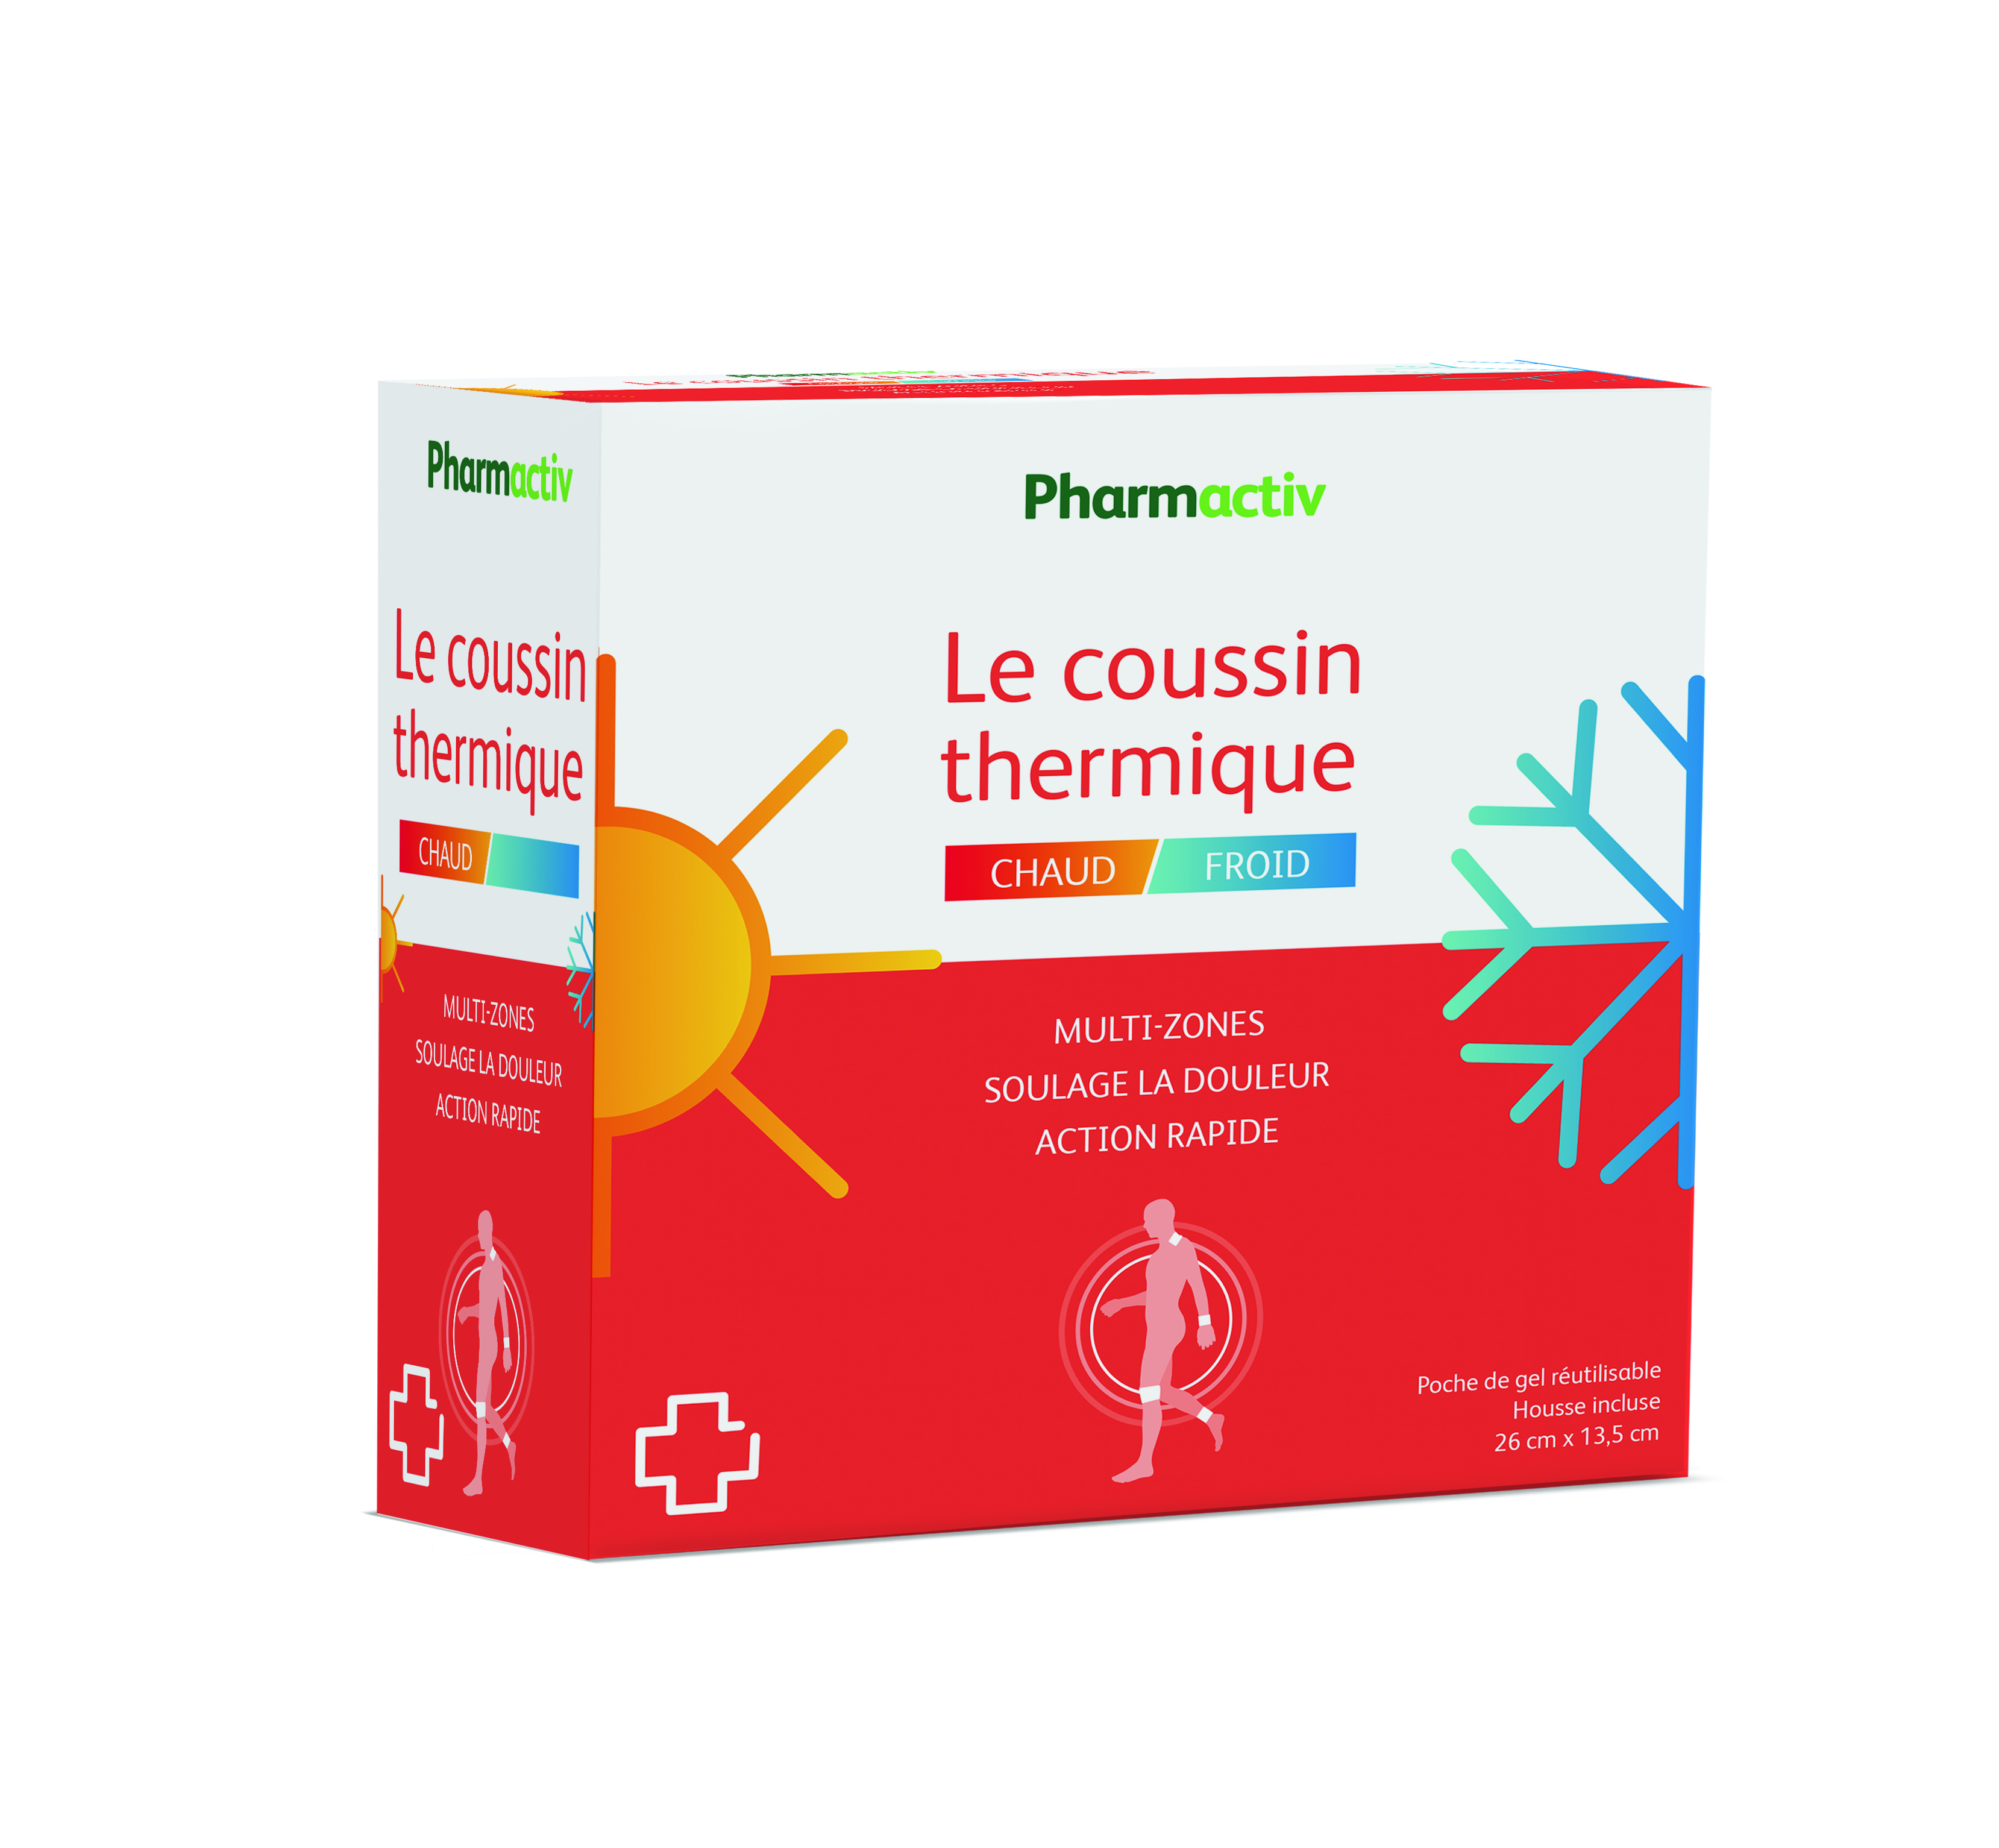 Pharmactiv
Le coussin
thermique
CHAUD
MULTI-ZONES
SOULAGE LA DOULEUR
ACTION RAPIDE
Pharmactiv
Le coussin
thermique
CHAUD FROID
MULTI-ZONES
SOULAGE LA DOULEUR
ACTION RAPIDE
Poche de gel réutilisable
Housse incluse
26 cm x 13,5 cm